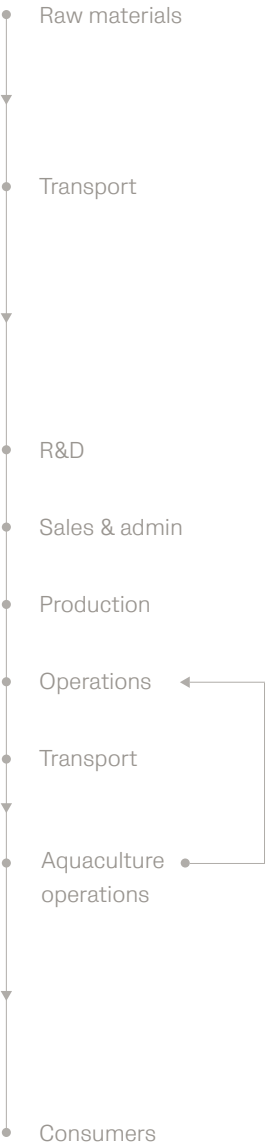 Raw materials
Transport
R&D
Sales & admin
Production
Operations
Transport
Aquaculture
operations
Consumers